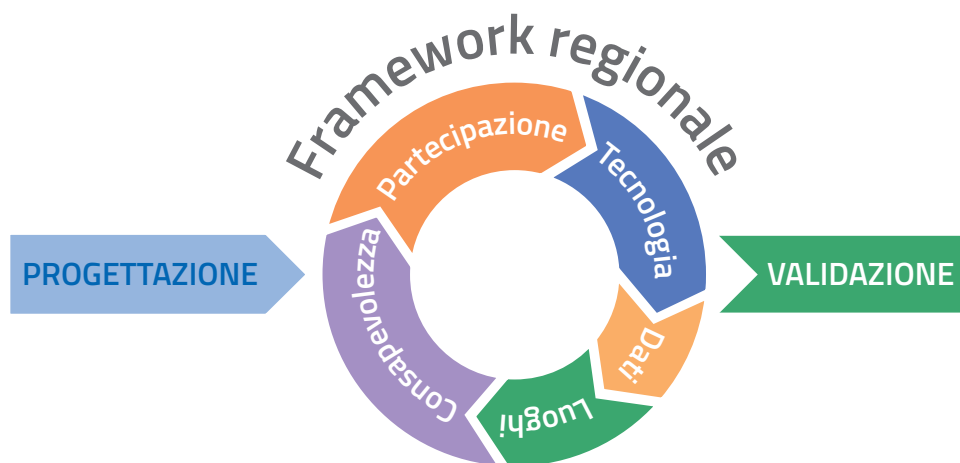 Framework regionale
PROGETTAZIONE
Partecipazione
Tecnologia
Dati
Luoghi
Consapevolezza
VALIDAZIONE